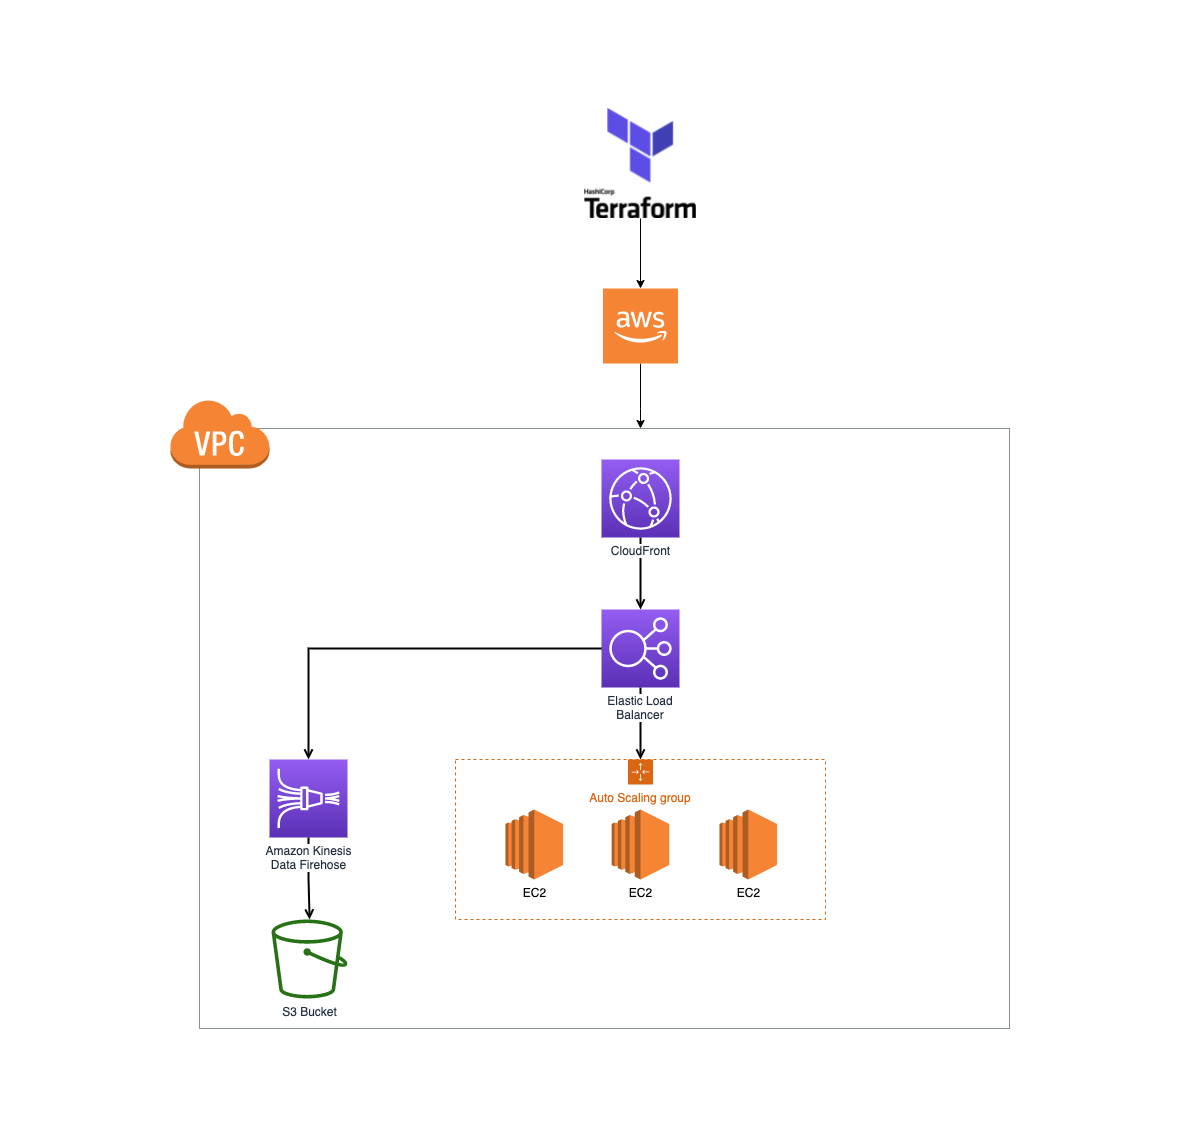 HashiCorp
Terraform
aws
VPC
CloudFront
Elastic Load
Balancer
Amazon Kinesis
Data Firehose
Auto Scaling group
EC2
EC2
EC2
S3 Bucket